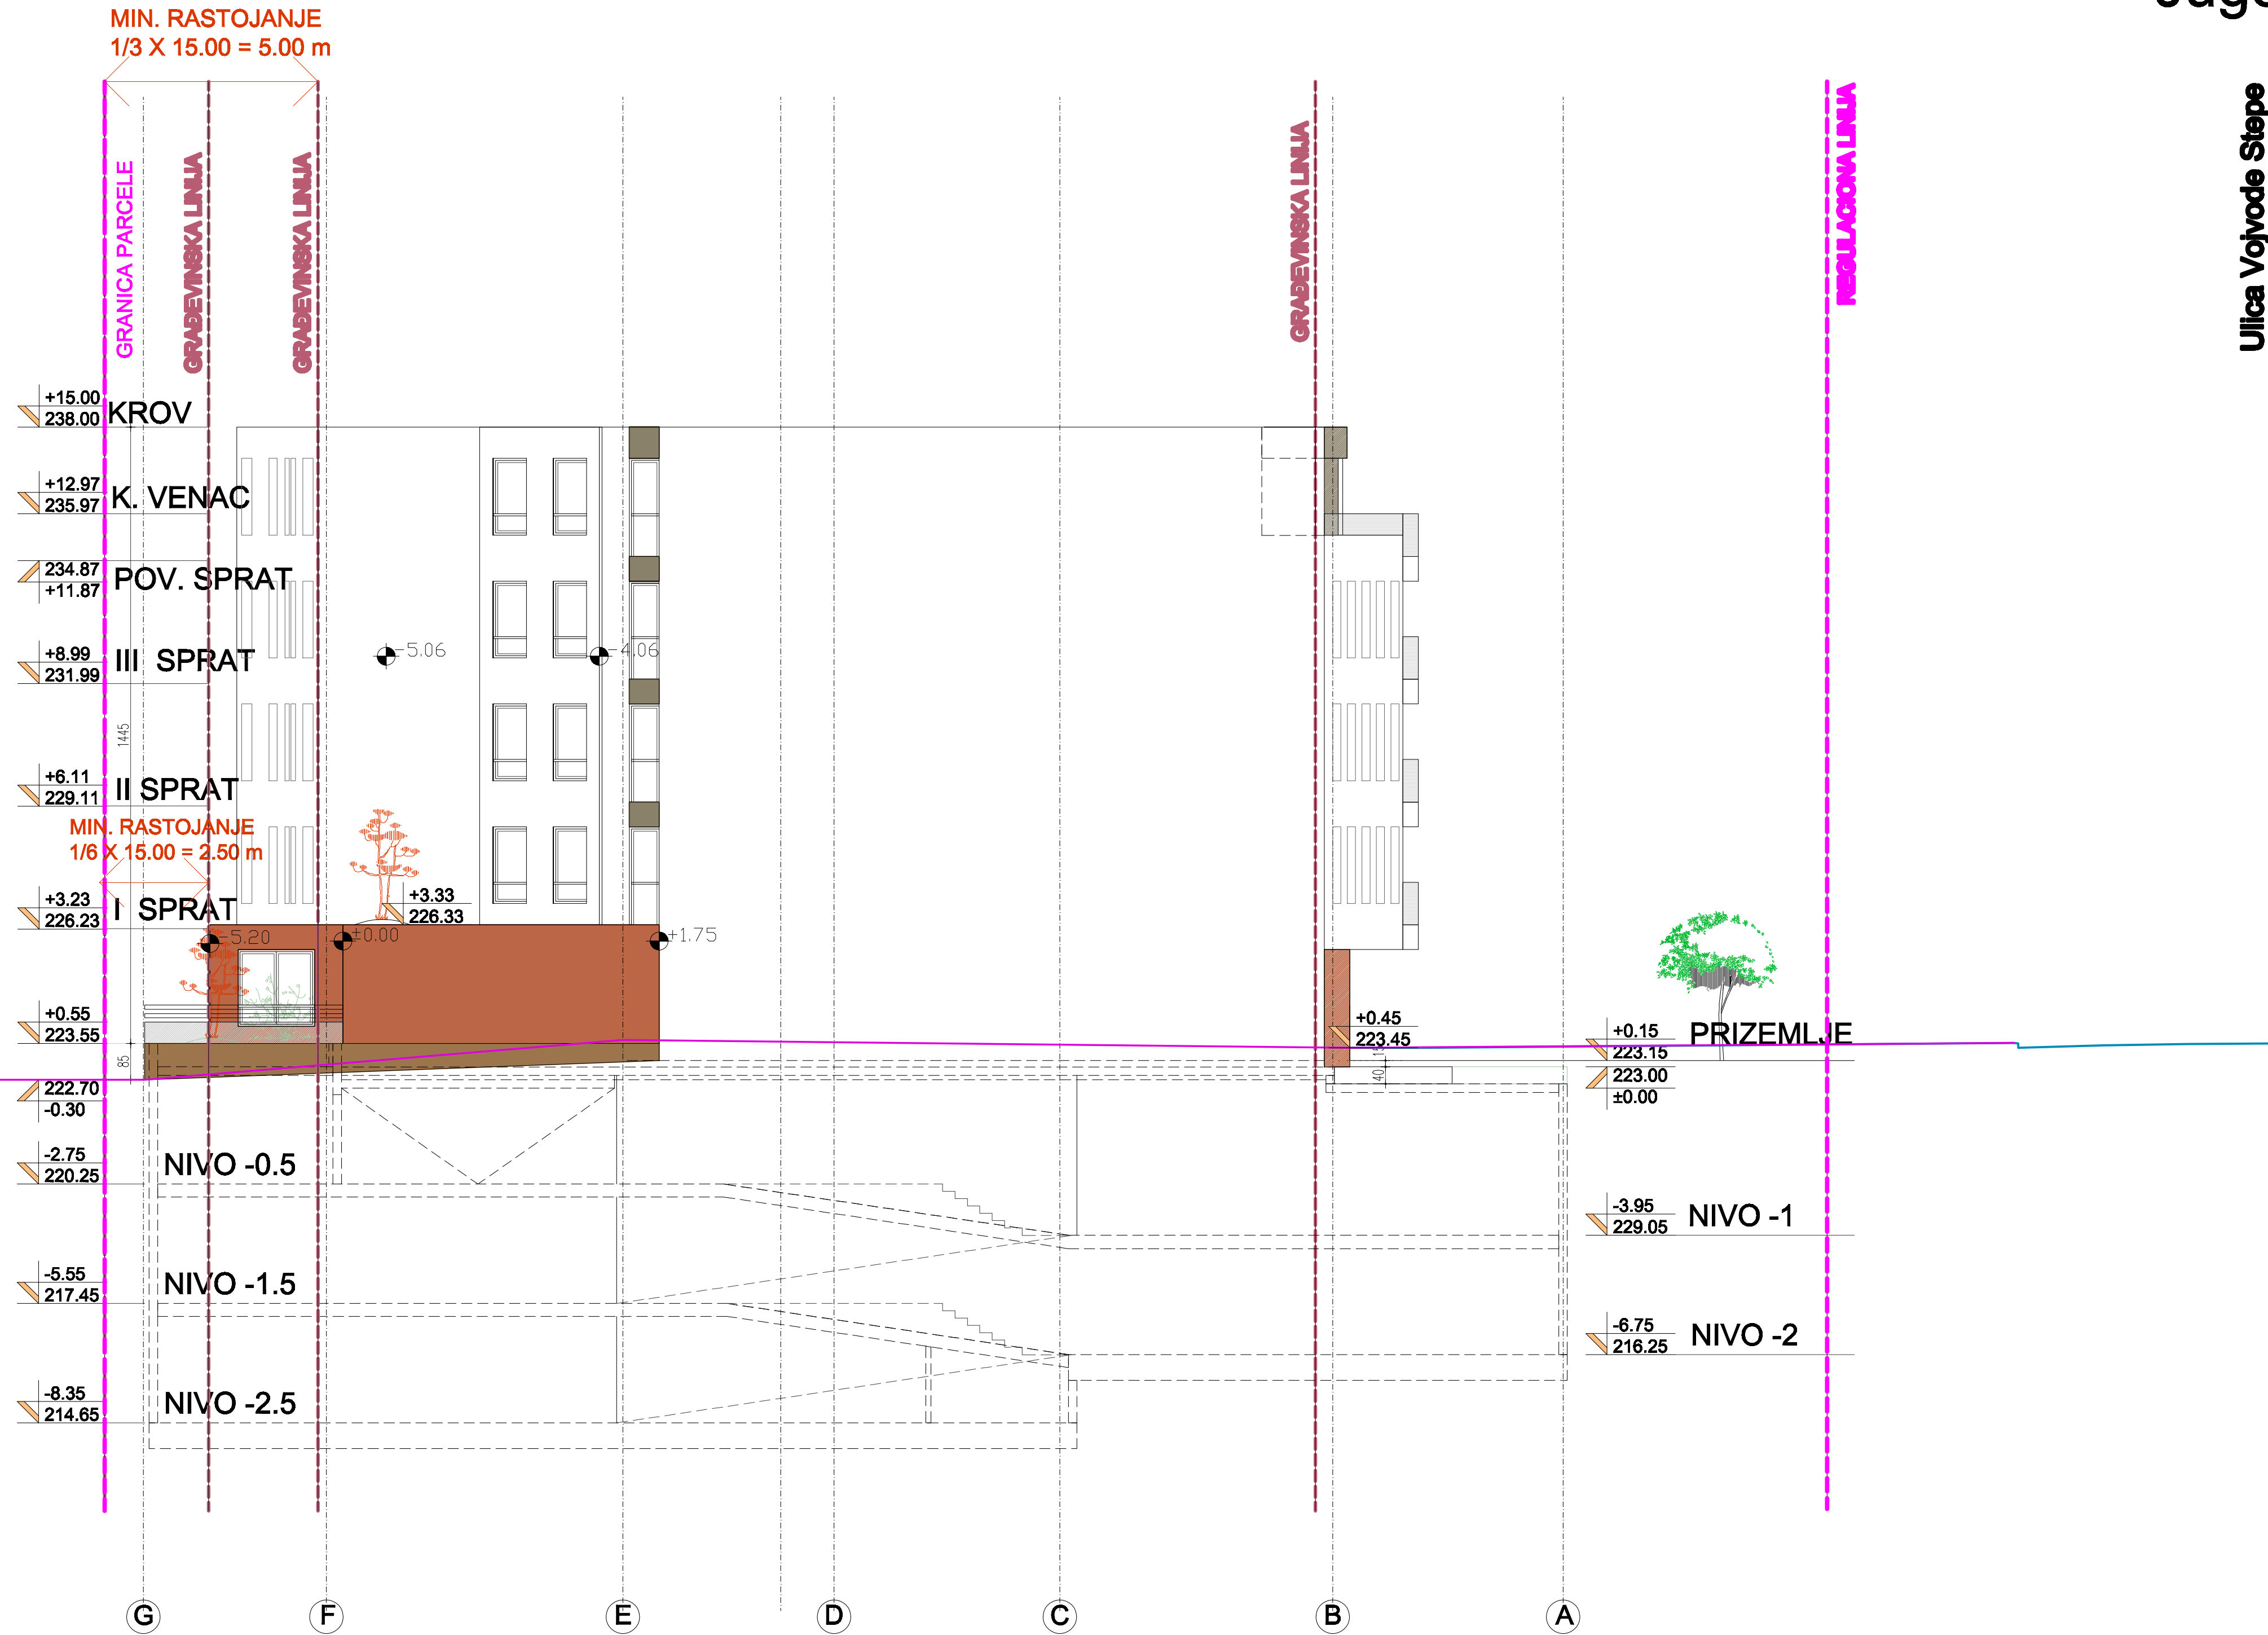 MIN. RASTOJANJE
1/3 X 15.00 = 5.00 m
GRANICA PARCELE
GRAĐEVINSKA LINIJA
GRAĐEVINSKA LINIJA
GRAĐEVINSKA LINIJA
REGULACIONA LINIJA
Ulica Vojvode Stepe
+15.00
238.00
KROV
+12.97
235.97
K. VENAC
234.87
+11.87
POV. SPRAT
-5.06
-4.06
+8.99
231.99
III SPRAT
1445
+6.11
229.11
II SPRAT
MIN. RASTOJANJE
1/6 X 15.00 = 2.50 m
+3.23
226.23
I SPRAT
+3.33
226.33
-5.20
±0.00
+1.75
+0.55
223.55
+0.45
223.45
+0.15
223.15
PRIZEMLJE
85
40
222.70
-0.30
223.00
±0.00
-2.75
220.25
NIVO -0.5
-3.95
229.05
NIVO -1
-5.55
217.45
NIVO -1.5
-6.75
216.25
NIVO -2
-8.35
214.65
NIVO -2.5
G
F
E
D
C
B
A